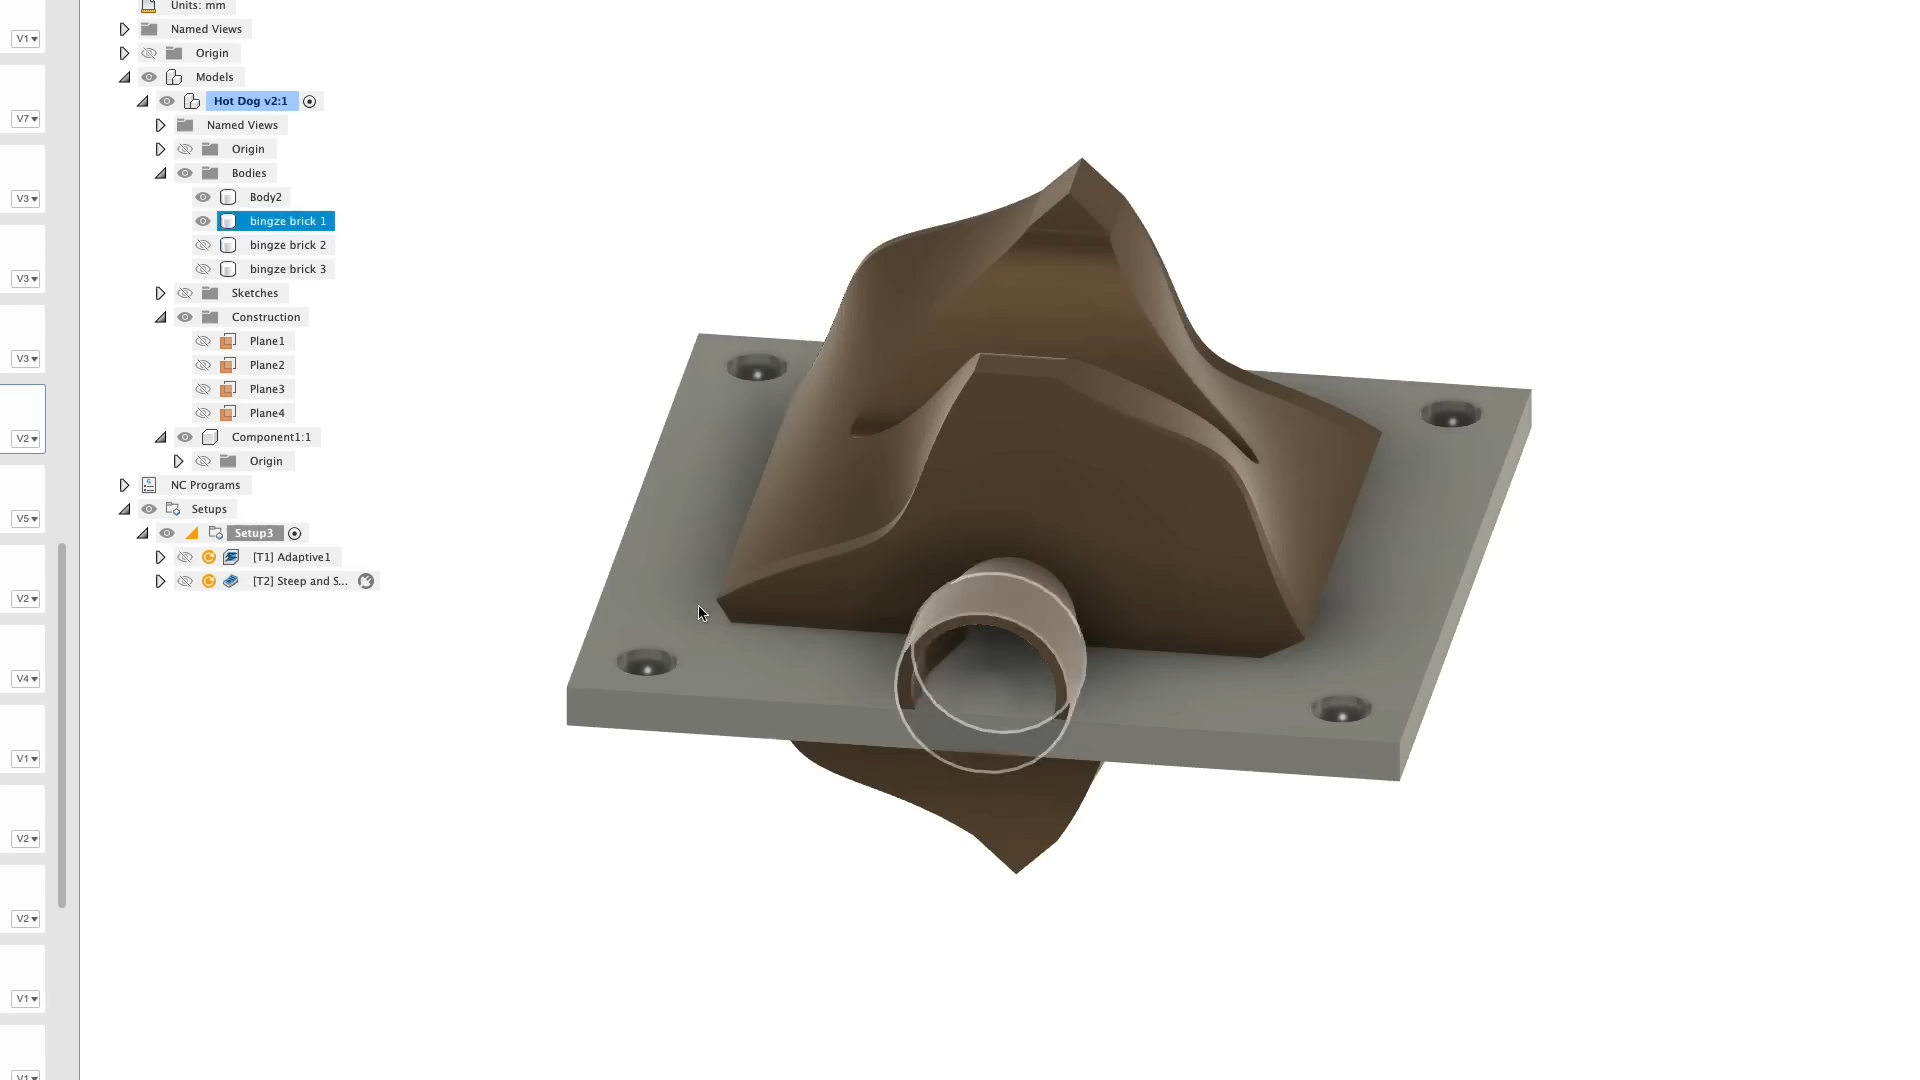 Units: mm
V1
Named Views
Origin
Models
Hot Dog v2:1
V7
Named Views
Origin
Bodies
Body2
V3
bingze brick 1
bingze brick 2
bingze brick 3
V3
Sketches
Construction
Plane1
V3
Plane2
Plane3
Plane4
V2
Component1:1
Origin
NC Programs
Setups
V5
Setup3
[T1] Adaptive1
[T2] Steep and S...
V2
V4
V1
V2
V2
V1
V1